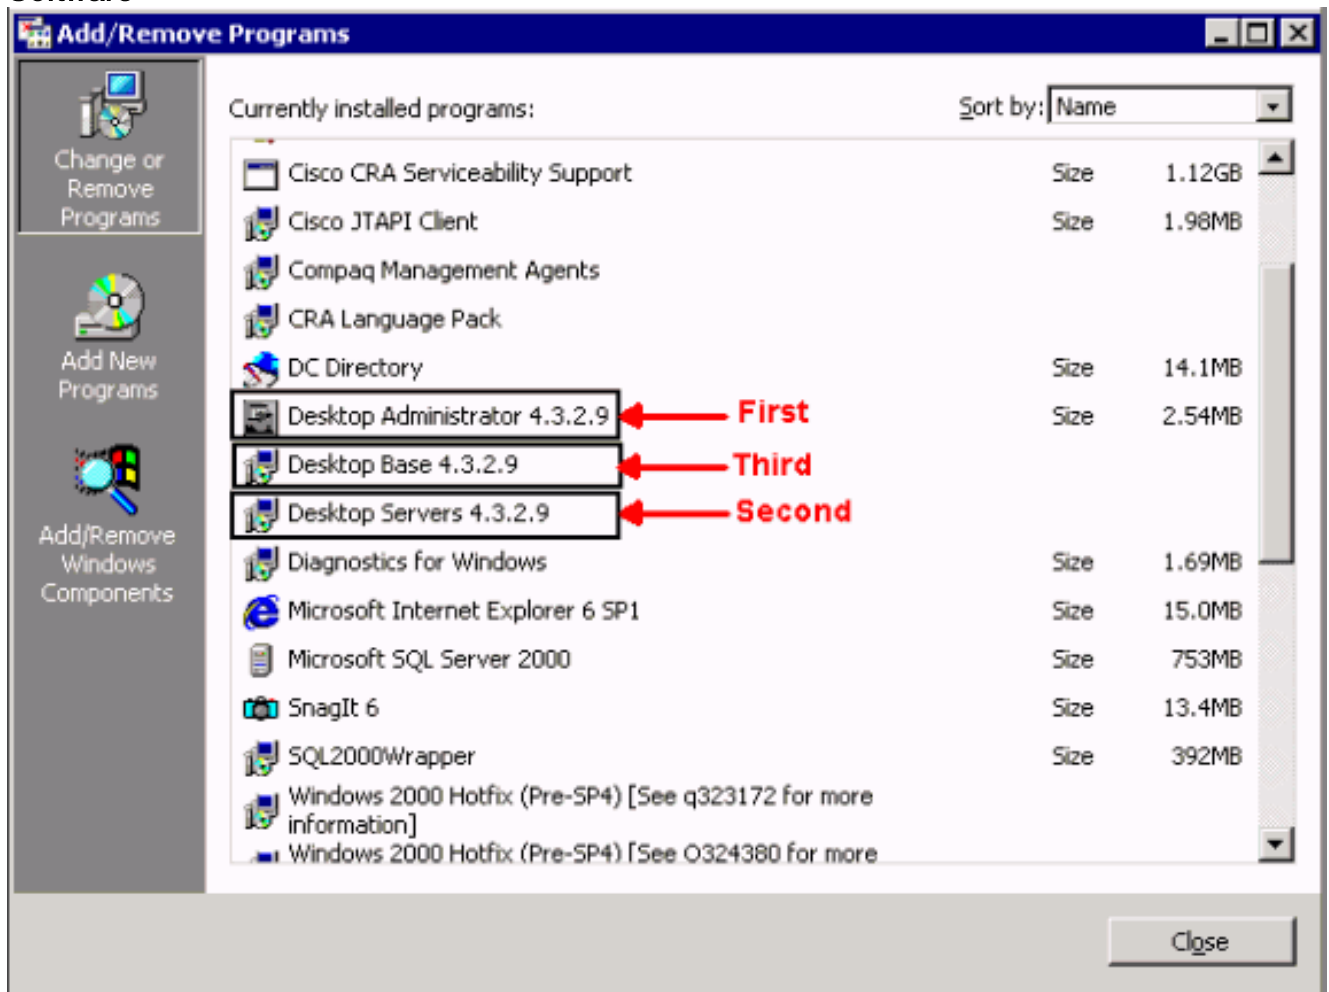 Software
Add/Remove Programs
Change or
Remove
Programs
Add New
Programs
Add/Remove
Windows
Components
Currently installed programs:
Sort by: Name
Cisco CRA Serviceability Support Size 1.12GB
Cisco JTAPI Client Size 1.98MB
Compaq Management Agents
CRA Language Pack
DC Directory Size 14.1MB
Desktop Administrator 4.3.2.9 First Size 2.54MB
Desktop Base 4.3.2.9 Third
Desktop Servers 4.3.2.9 Second
Diagnostics for Windows Size 1.69MB
Microsoft Internet Explorer 6 SP1 Size 15.0MB
Microsoft SQL Server 2000 Size 753MB
SnagIt 6 Size 13.4MB
SQL2000Wrapper Size 392MB
Windows 2000 Hotfix (Pre-SP4) [See q323172 for more
information]
Windows 2000 Hotfix (Pre-SP4) [See Q324380 for more
Close